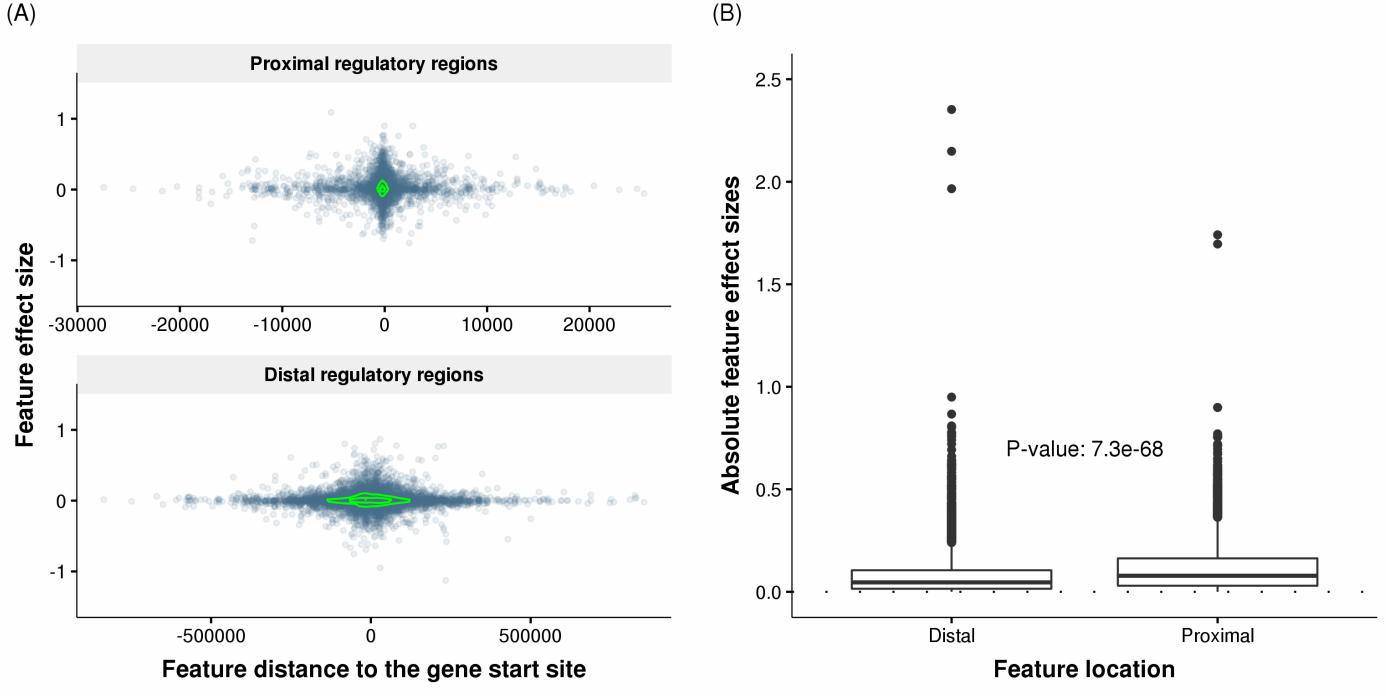 (A)
Proximal regulatory regions
1
0
-1
-30000 -20000 -10000 0 10000 20000
Distal regulatory regions
1
0
-1
-500000 0 500000
Feature effect size
Feature distance to the gene start site
(B)
2.5
2.0
1.5
1.0
0.5
0.0
P-value: 7.3e-68
Distal Proximal
Absolute feature effect sizes
Feature location